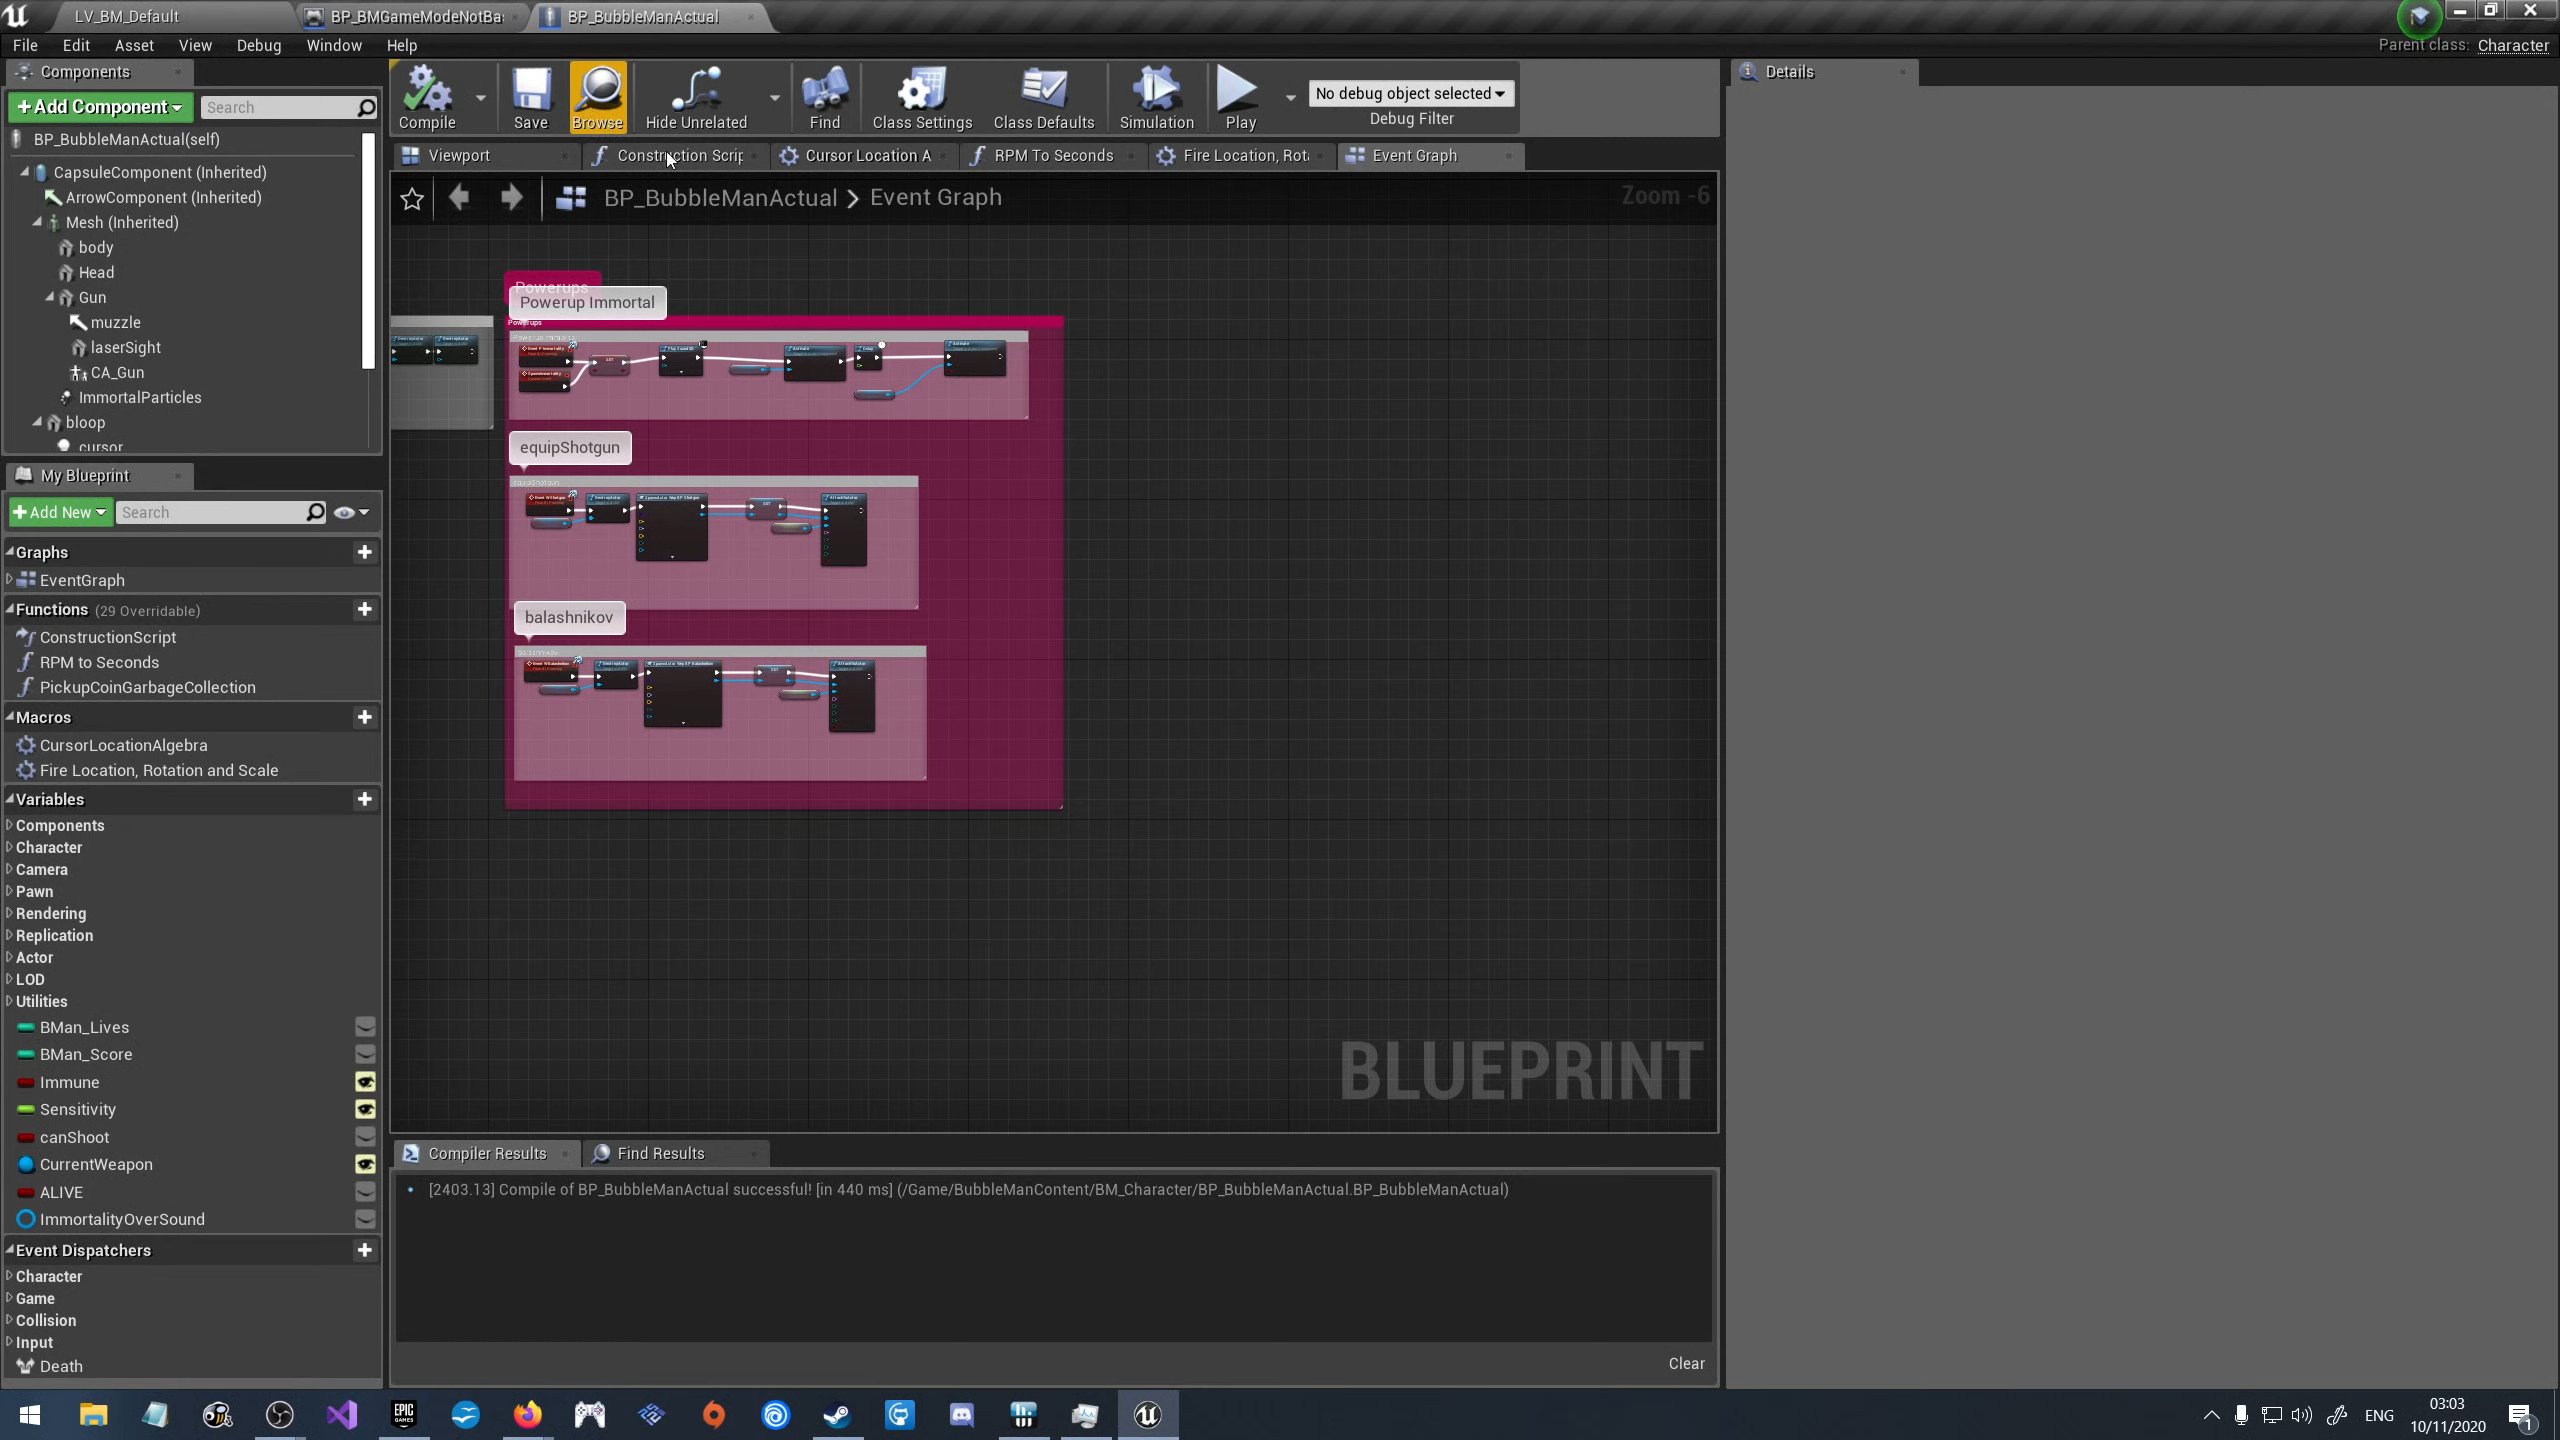 LV_BM_Default
BP_BMGameModeNotBa
BP_BubbleManActual
File Edit Asset View Debug Window Help
Parent class: Character
Components
Details
+Add Component
Search
Compile
Save
Browse
Hide Unrelated
Find
Class Settings
Class Defaults
Simulation
Play
No debug object selected
Debug Filter
BP_BubbleManActual(self)
Viewport
Construction Scrip
Cursor Location A
RPM To Seconds
Fire Location, Rot
Event Graph
CapsuleComponent (Inherited)
ArrowComponent (Inherited)
Mesh (Inherited)
body
Head
Gun
muzzle
laserSight
CA_Gun
ImmortalParticles
bloop
cursor
BP_BubbleManActual > Event Graph
Zoom -6
Powerups
Powerup Immortal
Powerups
equipShotgun
equipShotgun
balashnikov
balashnikov
BLUEPRINT
My Blueprint
+Add New
Search
Graphs
EventGraph
Functions (29 Overridable)
ConstructionScript
RPM to Seconds
PickupCoinGarbageCollection
Macros
CursorLocationAlgebra
Fire Location, Rotation and Scale
Variables
Components
Character
Camera
Pawn
Rendering
Replication
Actor
LOD
Utilities
BMan_Lives
BMan_Score
Immune
Sensitivity
canShoot
CurrentWeapon
ALIVE
ImmortalityOverSound
Event Dispatchers
Character
Game
Collision
Input
Death
Compiler Results
Find Results
[2403.13] Compile of BP_BubbleManActual successful! [in 440 ms] (/Game/BubbleManContent/BM_Character/BP_BubbleManActual.BP_BubbleManActual)
Clear
EPIC
GAMES
ENG
03:03
10/11/2020
1